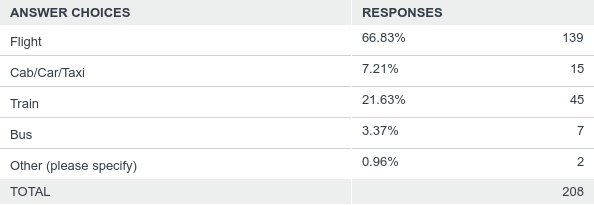 ANSWER CHOICES RESPONSES
Flight 66.83% 139
Cab/Car/Taxi 7.21% 15
Train 21.63% 45
Bus 3.37% 7
Other (please specify) 0.96% 2
TOTAL 208